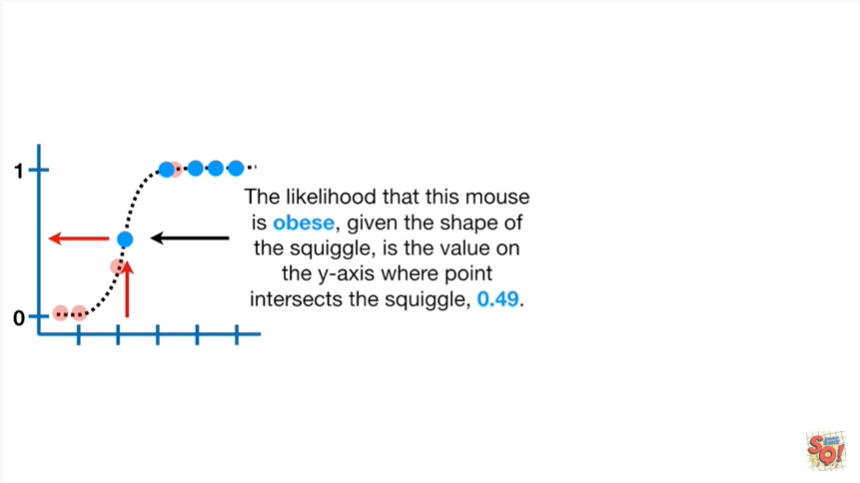 1
The likelihood that this mouse
is obese, given the shape of
the squiggle, is the value on
the y-axis where point
intersects the squiggle, 0.49.
0
SQ!